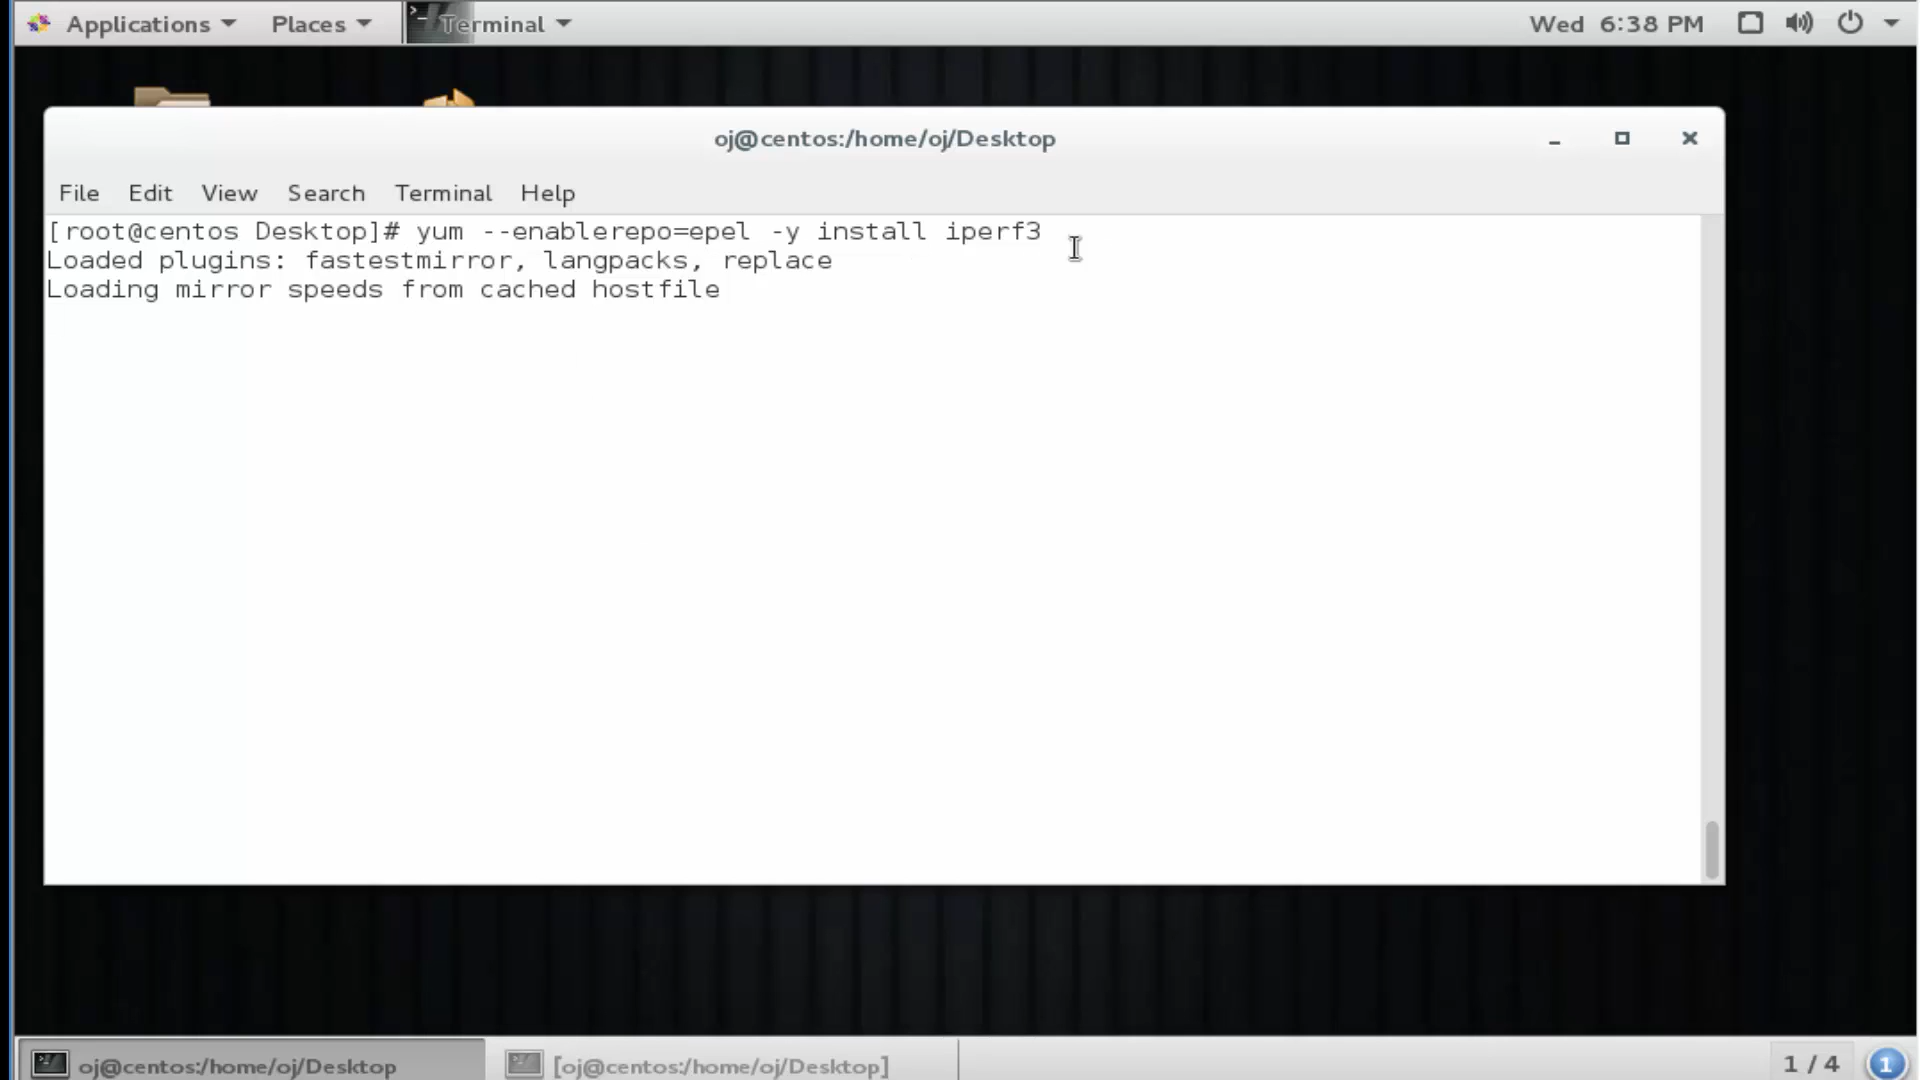 Applications Places Terminal Wed 6:38 PM
oj@centos:/home/oj/Desktop
File Edit View Search Terminal Help
[root@centos Desktop]# yum --enablerepo=epel -y install iperf3
Loaded plugins: fastestmirror, langpacks, replace
Loading mirror speeds from cached hostfile
oj@centos:/home/oj/Desktop [oj@centos:/home/oj/Desktop] 1 / 4 1